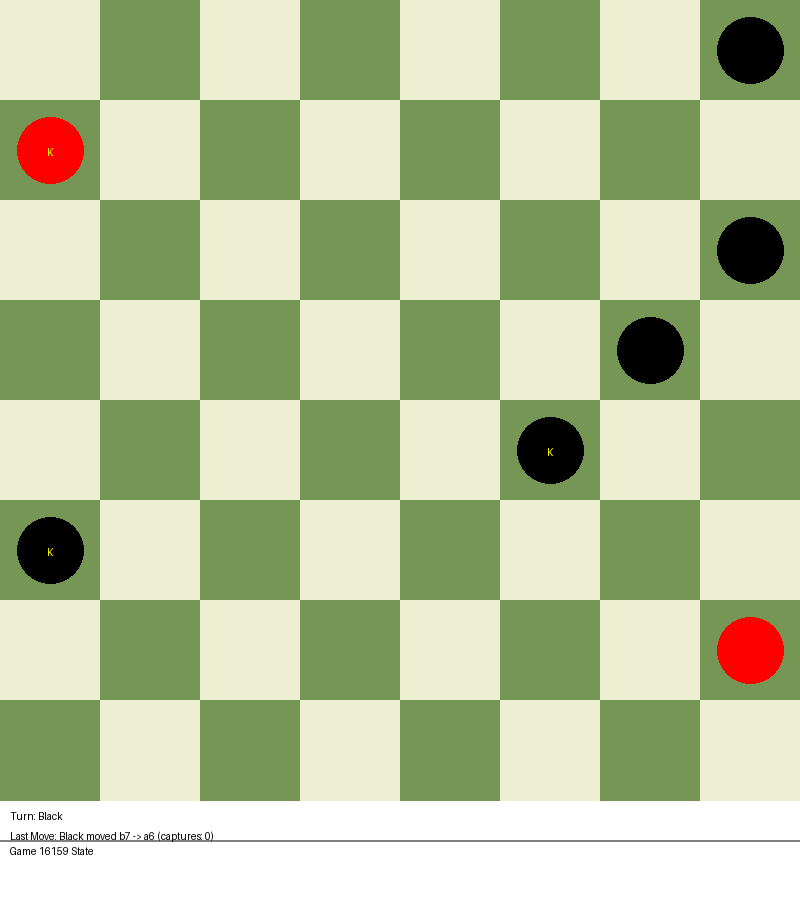 K
K
K
Turn: Black
Last Move: Black moved b7 -> a6 (captures: 0)
Game 16159 State